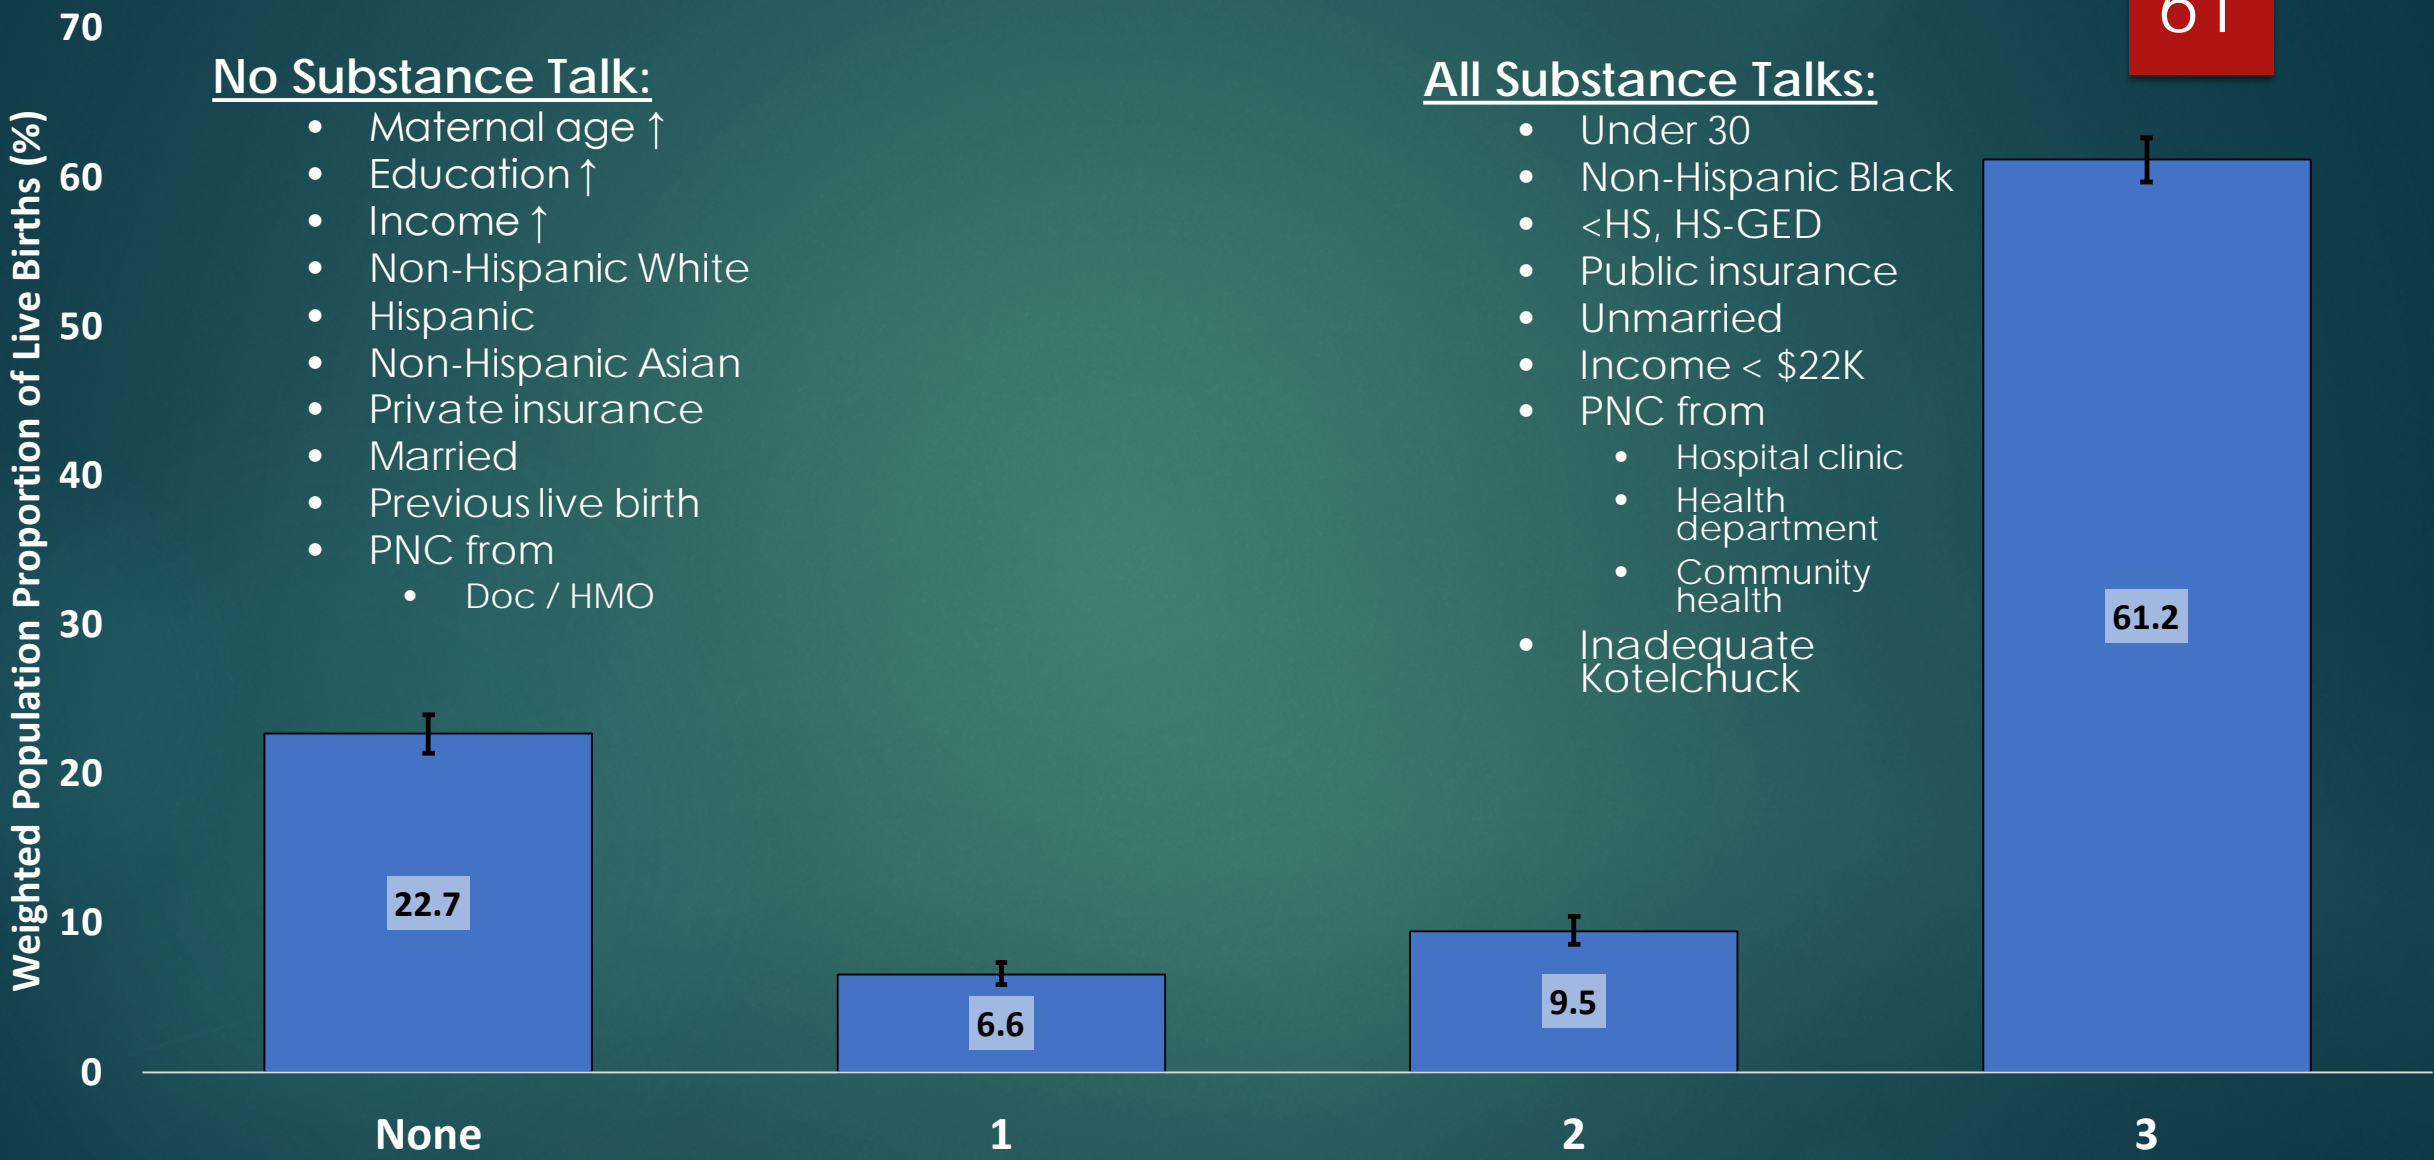 61
Weighted Population Proportion of Live Births (%)
70
60
50
40
30
20
10
0
No Substance Talk:
• Maternal age ↑
• Education ↑
• Income ↑
• Non-Hispanic White
• Hispanic
• Non-Hispanic Asian
• Private insurance
• Married
• Previous live birth
• PNC from
• Doc / HMO
All Substance Talks:
• Under 30
• Non-Hispanic Black
• <HS, HS-GED
• Public insurance
• Unmarried
• Income < $22K
• PNC from
• Hospital clinic
• Health
department
• Community
health
• Inadequate
Kotelchuck
22.7
6.6
9.5
61.2
None
1
2
3